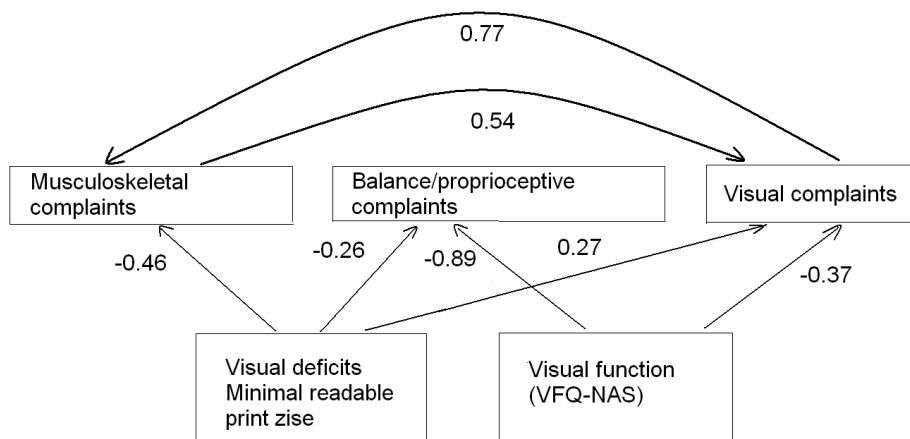 0.77
0.54
Musculoskeletal
complaints
Balance/proprioceptive
complaints
Visual complaints
-0.46
-0.26
-0.89
0.27
-0.37
Visual deficits
Minimal readable
print zise
Visual function
(VFQ-NAS)